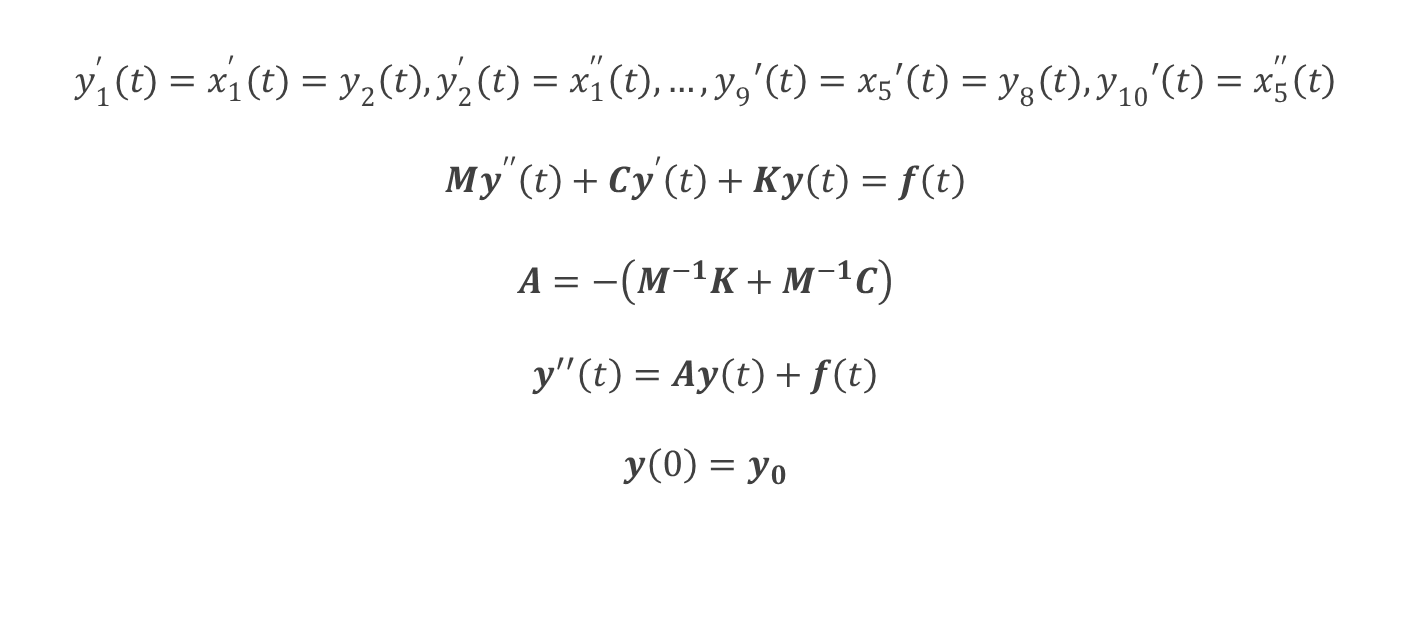 y₁′(t) = x₁′(t) = y₂(t), y₂′(t) = x₁″(t), … , y₉′(t) = x₅′(t) = y₈(t), y₁₀′(t) = x₅″(t)
My″(t) + Cy′(t) + Ky(t) = f(t)
A = −(M⁻¹K + M⁻¹C)
y′′(t) = Ay(t) + f(t)
y(0) = y₀